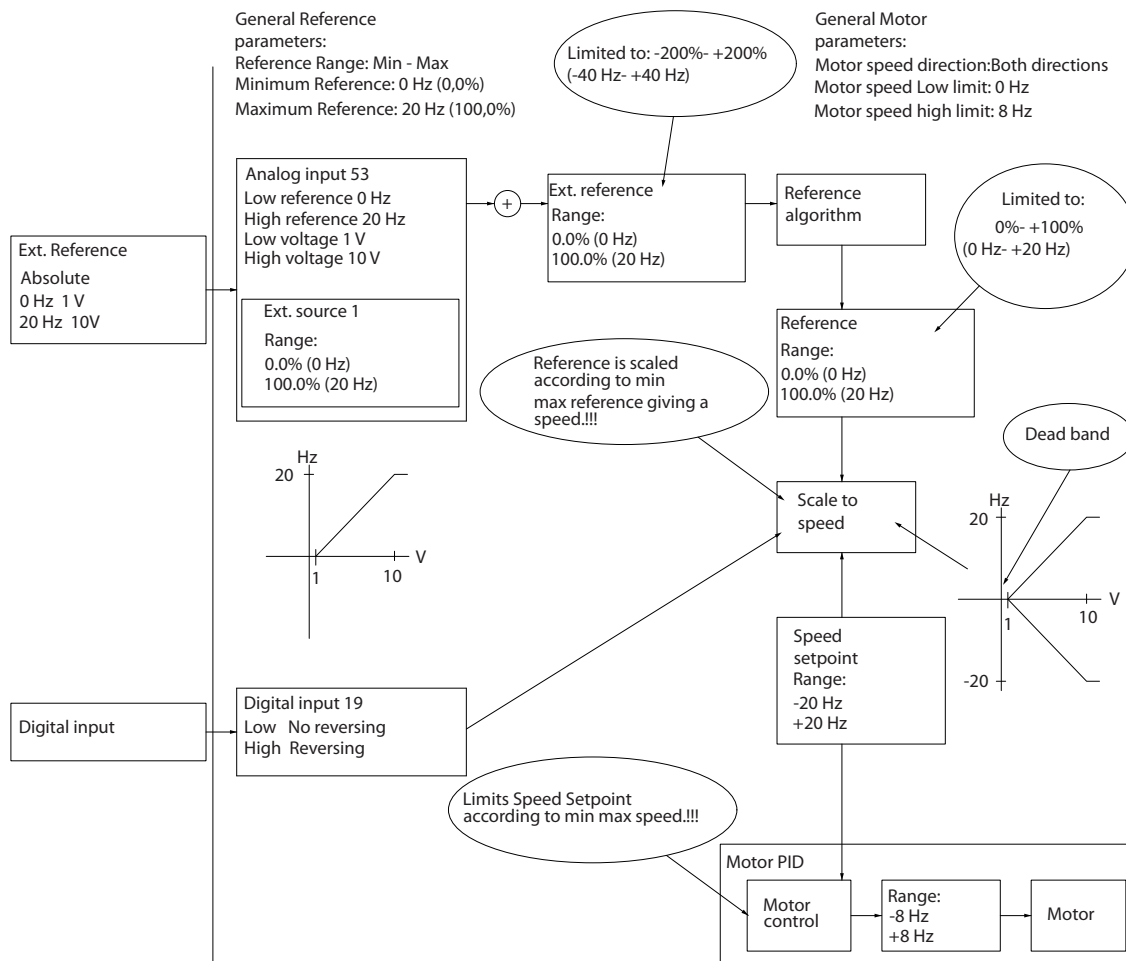 General Reference
parameters:
Reference Range: Min - Max
Minimum Reference: 0 Hz (0,0%)
Maximum Reference: 20 Hz (100,0%)
Limited to: -200%- +200%
(-40 Hz- +40 Hz)
General Motor
parameters:
Motor speed direction:Both directions
Motor speed Low limit: 0 Hz
Motor speed high limit: 8 Hz
Ext. Reference
Absolute
0 Hz 1 V
20 Hz 10V
Analog input 53
Low reference 0 Hz
High reference 20 Hz
Low voltage 1 V
High voltage 10 V
Ext. source 1
Range:
0.0% (0 Hz)
100.0% (20 Hz)
+
Ext. reference
Range:
0.0% (0 Hz)
100.0% (20 Hz)
Reference
algorithm
Limited to:
0%- +100%
(0 Hz- +20 Hz)
Reference
Range:
0.0% (0 Hz)
100.0% (20 Hz)
Reference is scaled
according to min
max reference giving a
speed.!!!
Dead band
Hz
20
1
10
V
Scale to
speed
Hz
20
1
10
V
-20
Speed
setpoint
Range:
-20 Hz
+20 Hz
Digital input
Digital input 19
Low No reversing
High Reversing
Limits Speed Setpoint
according to min max speed.!!!
Motor PID
Motor
control
Range:
-8 Hz
+8 Hz
Motor